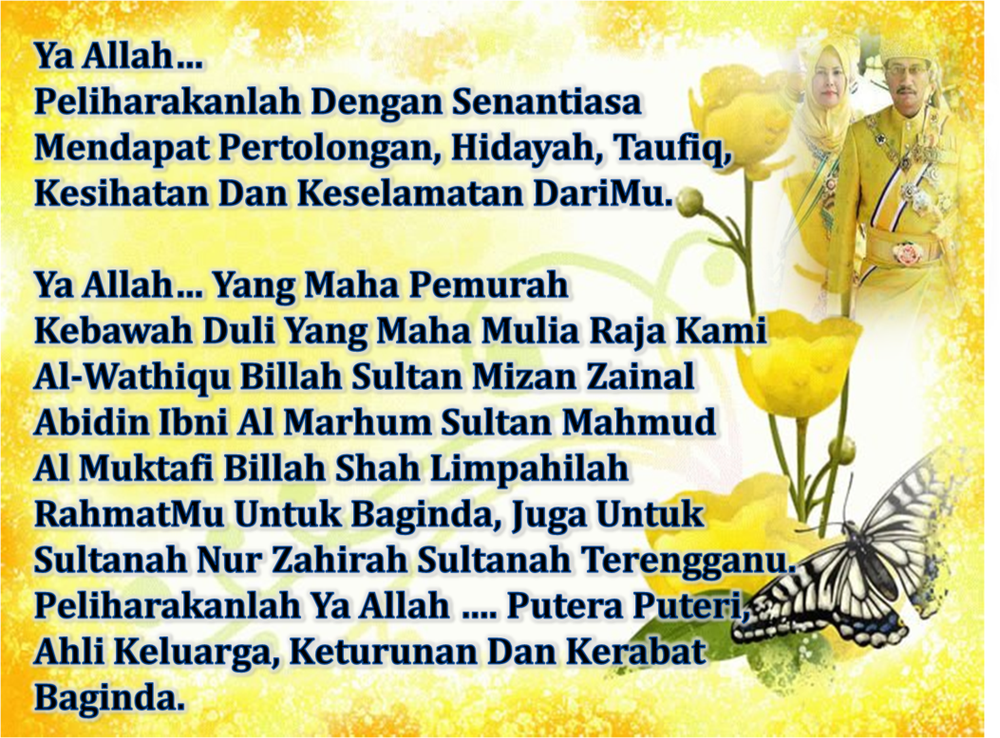 Ya Allah...
Peliharakanlah Dengan Senantiasa
Mendapat Pertolongan, Hidayah, Taufiq,
Kesihatan Dan Keselamatan DariMu.
Ya Allah... Yang Maha Pemurah
Kebawah Duli Yang Maha Mulia Raja Kami
Al-Wathiqu Billah Sultan Mizan Zainal
Abidin Ibni Al Marhum Sultan Mahmud
Al Muktafi Billah Shah Limpahilah
RahmatMu Untuk Baginda, Juga Untuk
Sultanah Nur Zahirah Sultanah Terengganu.
Peliharakanlah Ya Allah .... Putera Puteri,
Ahli Keluarga, Keturunan Dan Kerabat
Baginda.